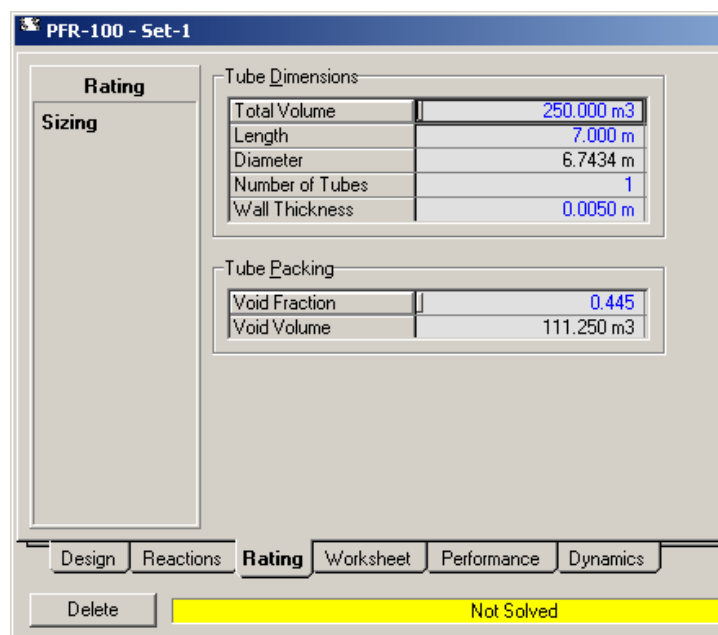 PFR-100 - Set-1
Rating
Sizing
Tube Dimensions
Total Volume 250.000 m3
Length 7.000 m
Diameter 6.7434 m
Number of Tubes 1
Wall Thickness 0.0050 m
Tube Packing
Void Fraction 0.445
Void Volume 111.250 m3
Design Reactions Rating Worksheet Performance Dynamics
Delete Not Solved